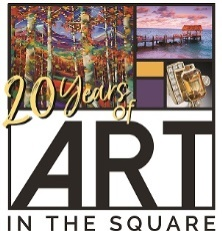 20 Years
of
ART
IN THE SQUARE